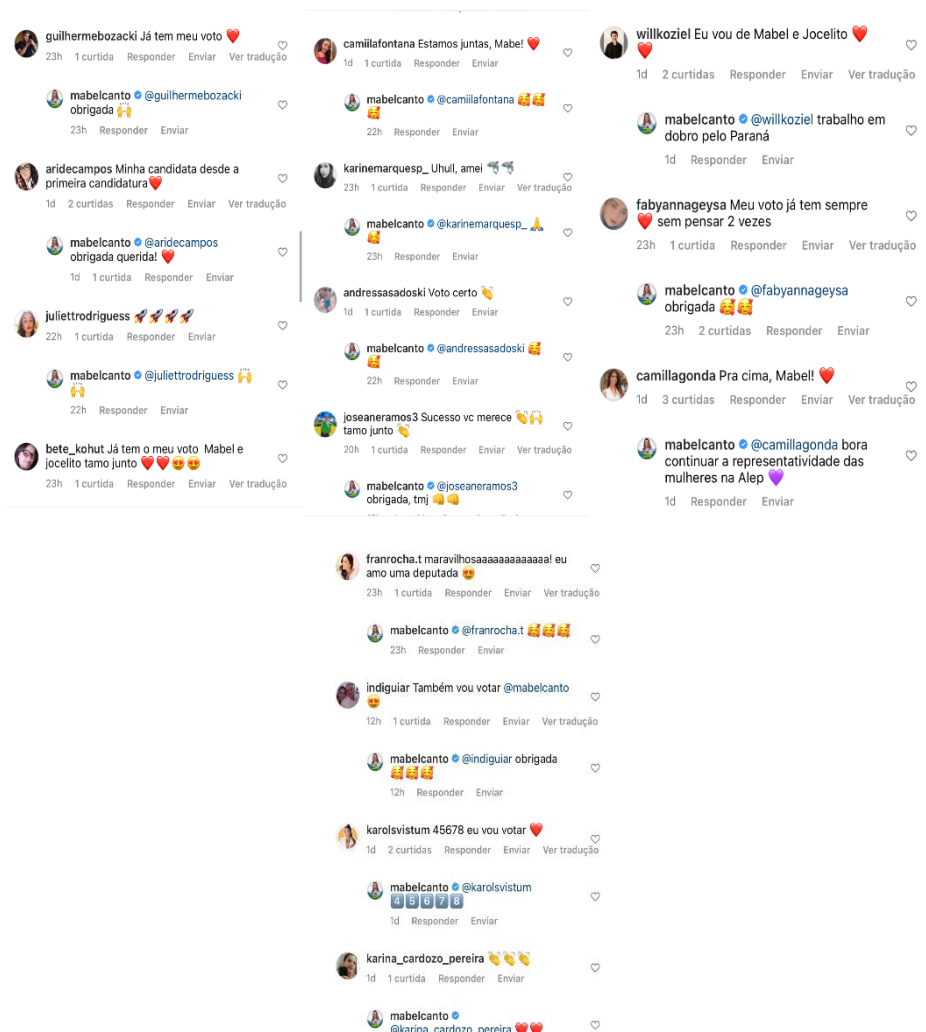 guilhermebozacki Já tem meu voto ❤️
23h 1 curtida Responder Enviar Ver tradução
mabelcanto @guilhermebozacki
obrigada 🙌
23h Responder Enviar
aridecampos Minha candidata desde a
primeira candidatura❤️
1d 2 curtidas Responder Enviar Ver tradução
mabelcanto @aridecampos
obrigada querida! ❤️
1d 1 curtida Responder Enviar
juliettrodriguess 🚀🚀🚀🚀
22h 1 curtida Responder Enviar
mabelcanto @juliettrodriguess 🙌
🙌
22h Responder Enviar
bete_kohut Já tem o meu voto Mabel e
jocelito tamo junto ❤️❤️😍😍
23h 1 curtida Responder Enviar Ver tradução
camiilafontana Estamos juntas, Mabe! ❤️
1d 1 curtida Responder Enviar
mabelcanto @camiilafontana 🥰🥰
🥰
22h Responder Enviar
karinemarquesp_ Uhull, amei 🦈🦈
23h 1 curtida Responder Enviar Ver tradução
mabelcanto @karinemarquesp_ 🙏
🥰
23h Responder Enviar
andressasadoski Voto certo 👏
1d 1 curtida Responder Enviar
mabelcanto @andressasadoski 🥰
🥰
22h Responder Enviar
joseaneramos3 Sucesso vc merece 👏🙌
tamo junto 👏
20h 1 curtida Responder Enviar Ver tradução
mabelcanto @joseaneramos3
obrigada, tmj 👊👊
willkoziel Eu vou de Mabel e Jocelito ❤️
❤️
1d 2 curtidas Responder Enviar Ver tradução
mabelcanto @willkoziel trabalho em
dobro pelo Paraná
1d Responder Enviar
fabyannageysa Meu voto já tem sempre
❤️ sem pensar 2 vezes
23h 1 curtida Responder Enviar Ver tradução
mabelcanto @fabyannageysa
obrigada 🥰🥰
23h 2 curtidas Responder Enviar
camillagonda Pra cima, Mabel! ❤️
1d 3 curtidas Responder Enviar Ver tradução
mabelcanto @camillagonda bora
continuar a representatividade das
mulheres na Alep 💜
1d Responder Enviar
franrocha.t maravilhosaaaaaaaaaaaaa! eu
amo uma deputada 😍
23h 1 curtida Responder Enviar Ver tradução
mabelcanto @franrocha.t 🥰🥰🥰
23h Responder Enviar
indiguiar Também vou votar @mabelcanto
😍
12h 1 curtida Responder Enviar Ver tradução
mabelcanto @indiguiar obrigada
🥰🥰🥰
12h Responder Enviar
karolsvistum 45678 eu vou votar ❤️
1d 2 curtidas Responder Enviar Ver tradução
mabelcanto @karolsvistum
4️⃣5️⃣6️⃣7️⃣8️⃣
1d Responder Enviar
karina_cardozo_pereira 👏👏👏
1d 1 curtida Responder Enviar
mabelcanto
@karina_cardozo_pereira ❤️❤️